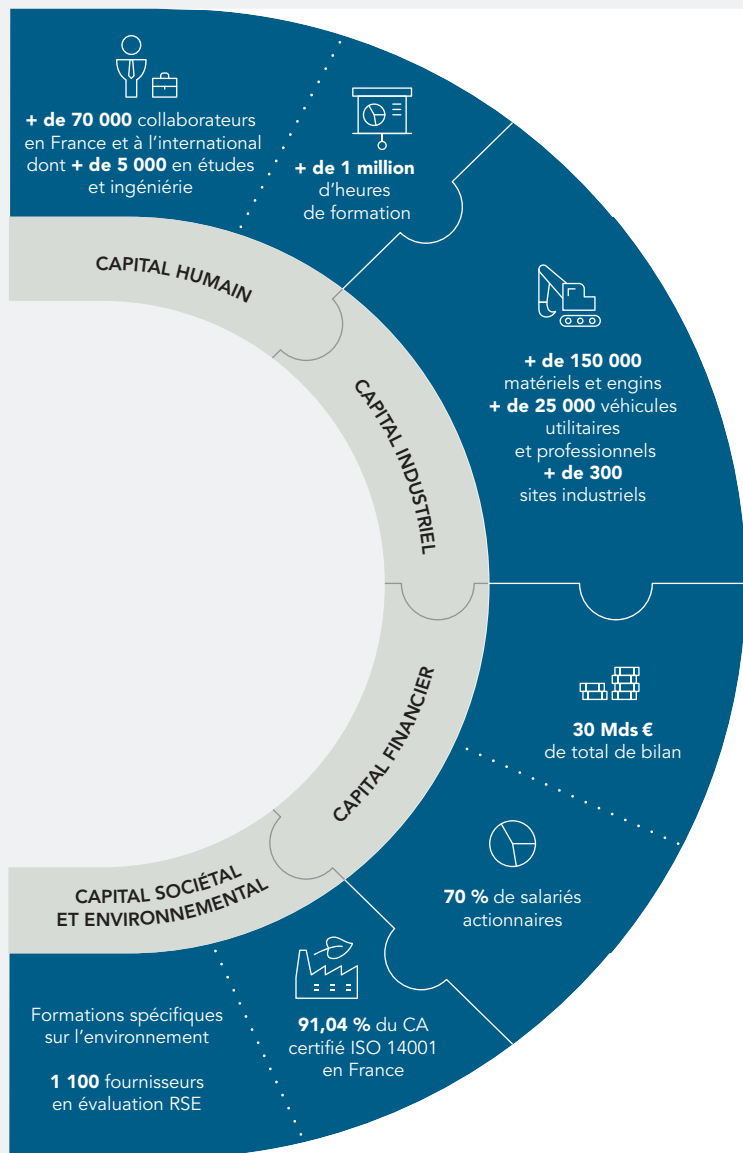 + de 70 000 collaborateurs
en France et à l'international
dont + de 5 000 en études
et ingéniérie
+ de 1 million
d'heures
de formation
CAPITAL HUMAIN
+ de 150 000
matériels et engins
+ de 25 000 véhicules
utilitaires
et professionnels
+ de 300
sites industriels
CAPITAL INDUSTRIEL
30 Mds €
de total de bilan
CAPITAL FINANCIER
70 % de salariés
actionnaires
CAPITAL SOCIÉTAL
ET ENVIRONNEMENTAL
91,04 % du CA
certifié ISO 14001
en France
Formations spécifiques
sur l'environnement
1 100 fournisseurs
en évaluation RSE